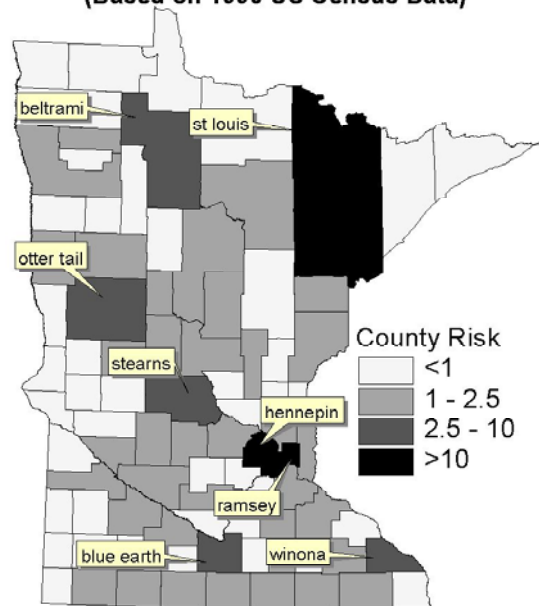 (Based on 1990 US Census Data)
beltrami
st louis
otter tail
County Risk
<1
stearns
1 - 2.5
hennepin
2.5 - 10
>10
ramsey
blue earth
winona